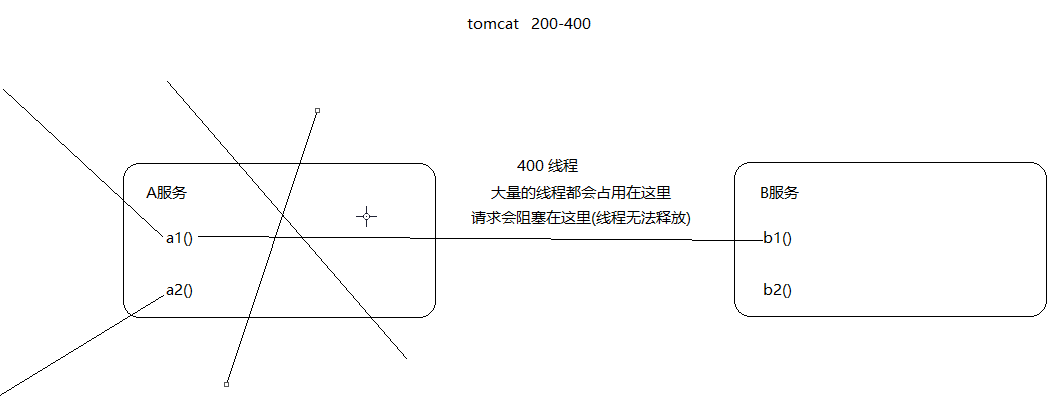 tomcat 200-400
400 线程
大量的线程都会占用在这里
请求会阻塞在这里(线程无法释放)
A服务
a1()
a2()
B服务
b1()
b2()